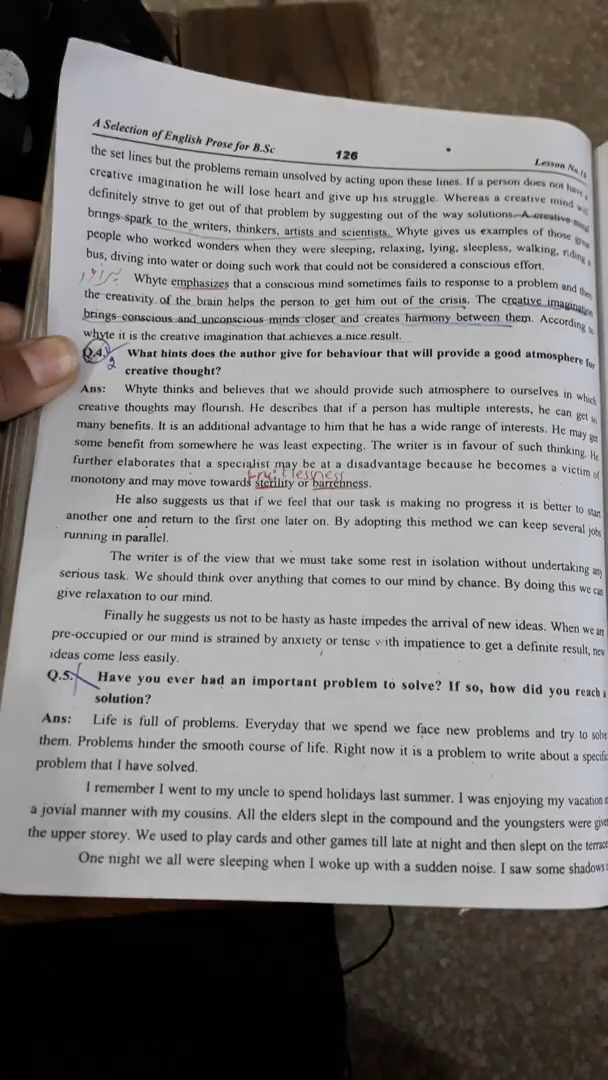 A Selection of English Prose for B.Sc 126 Lesson No.
the set lines but the problems remain unsolved by acting upon these lines. If a person does not have a
creative imagination he will lose heart and give up his struggle. Whereas a creative mind will
definitely strive to get out of that problem by suggesting out of the way solutions. A creative mind
brings spark to the writers, thinkers, artists and scientists. Whyte gives us examples of those
people who worked wonders when they were sleeping, relaxing, lying, sleepless, walking, riding a
bus, diving into water or doing such work that could not be considered a conscious effort.
Whyte emphasizes that a conscious mind sometimes fails to response to a problem and then
the creativity of the brain helps the person to get him out of the crisis. The creative imagination
brings conscious and unconscious minds closer and creates harmony between them. According to
whyte it is the creative imagination that achieves a nice result.
Q.4. What hints does the author give for behaviour that will provide a good atmosphere for
2
creative thought?
Ans: Whyte thinks and believes that we should provide such atmosphere to ourselves in which
creative thoughts may flourish. He describes that if a person has multiple interests, he can get so
many benefits. It is an additional advantage to him that he has a wide range of interests. He may get
some benefit from somewhere he was least expecting. The writer is in favour of such thinking. He
further elaborates that a specialist may be at a disadvantage because he becomes a victim of
fruitlessness
monotony and may move towards sterility or barrenness.
He also suggests us that if we feel that our task is making no progress it is better to start
another one and return to the first one later on. By adopting this method we can keep several jobs
running in parallel.
The writer is of the view that we must take some rest in isolation without undertaking any
serious task. We should think over anything that comes to our mind by chance. By doing this we can
give relaxation to our mind.
Finally he suggests us not to be hasty as haste impedes the arrival of new ideas. When we are
pre-occupied or our mind is strained by anxiety or tense with impatience to get a definite result, new
ideas come less easily.
Q.5. Have you ever had an important problem to solve? If so, how did you reach a
solution?
Ans: Life is full of problems. Everyday that we spend we face new problems and try to solve
them. Problems hinder the smooth course of life. Right now it is a problem to write about a specific
problem that I have solved.
I remember I went to my uncle to spend holidays last summer. I was enjoying my vacation
a jovial manner with my cousins. All the elders slept in the compound and the youngsters were
the upper storey. We used to play cards and other games till late at night and then slept on the terrace
One night we all were sleeping when I woke up with a sudden noise. I saw some shadows